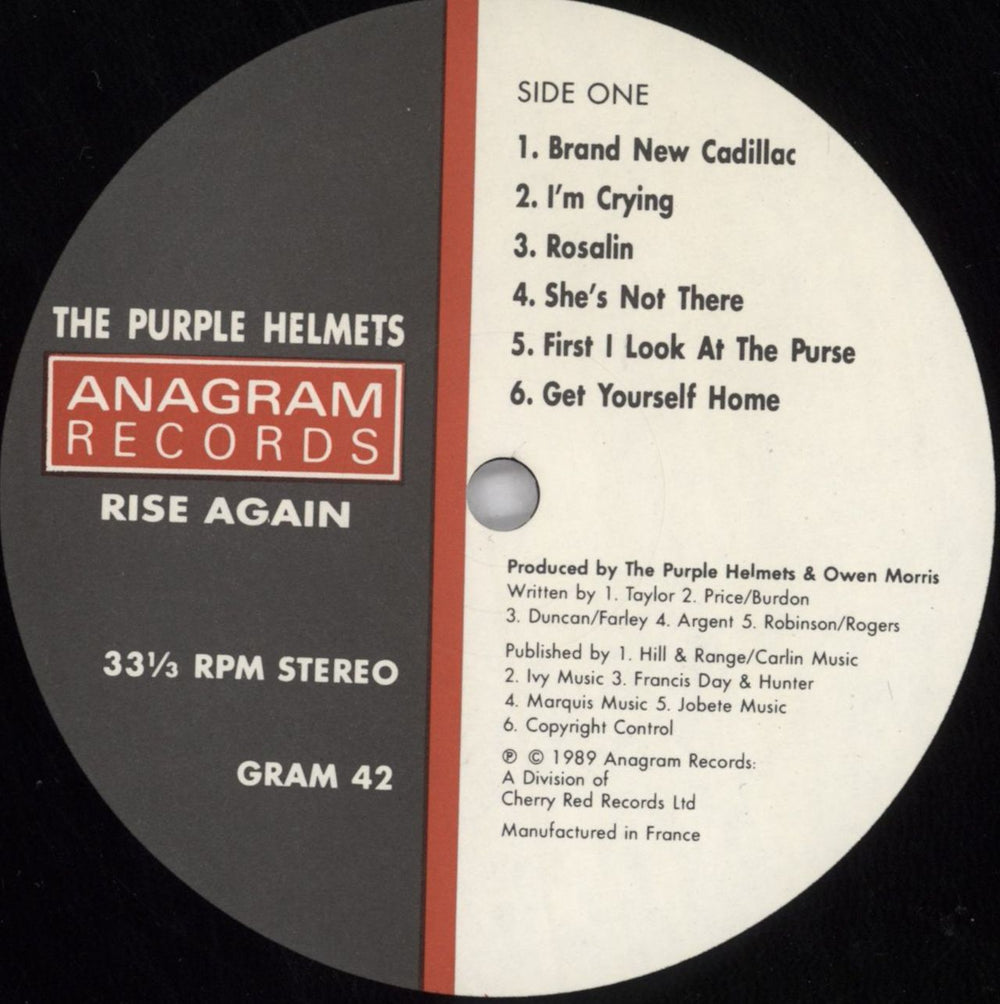 THE PURPLE HELMETS
ANAGRAM
RECORDS
RISE AGAIN
33⅓ RPM STEREO
GRAM 42
SIDE ONE
1. Brand New Cadillac
2. I'm Crying
3. Rosalin
4. She's Not There
5. First I Look At The Purse
6. Get Yourself Home
Produced by The Purple Helmets & Owen Morris
Written by 1. Taylor 2. Price/Burdon
3. Duncan/Farley 4. Argent 5. Robinson/Rogers
Published by 1. Hill & Range/Carlin Music
2. Ivy Music 3. Francis Day & Hunter
4. Marquis Music 5. Jobete Music
6. Copyright Control
℗ © 1989 Anagram Records:
A Division of
Cherry Red Records Ltd
Manufactured in France